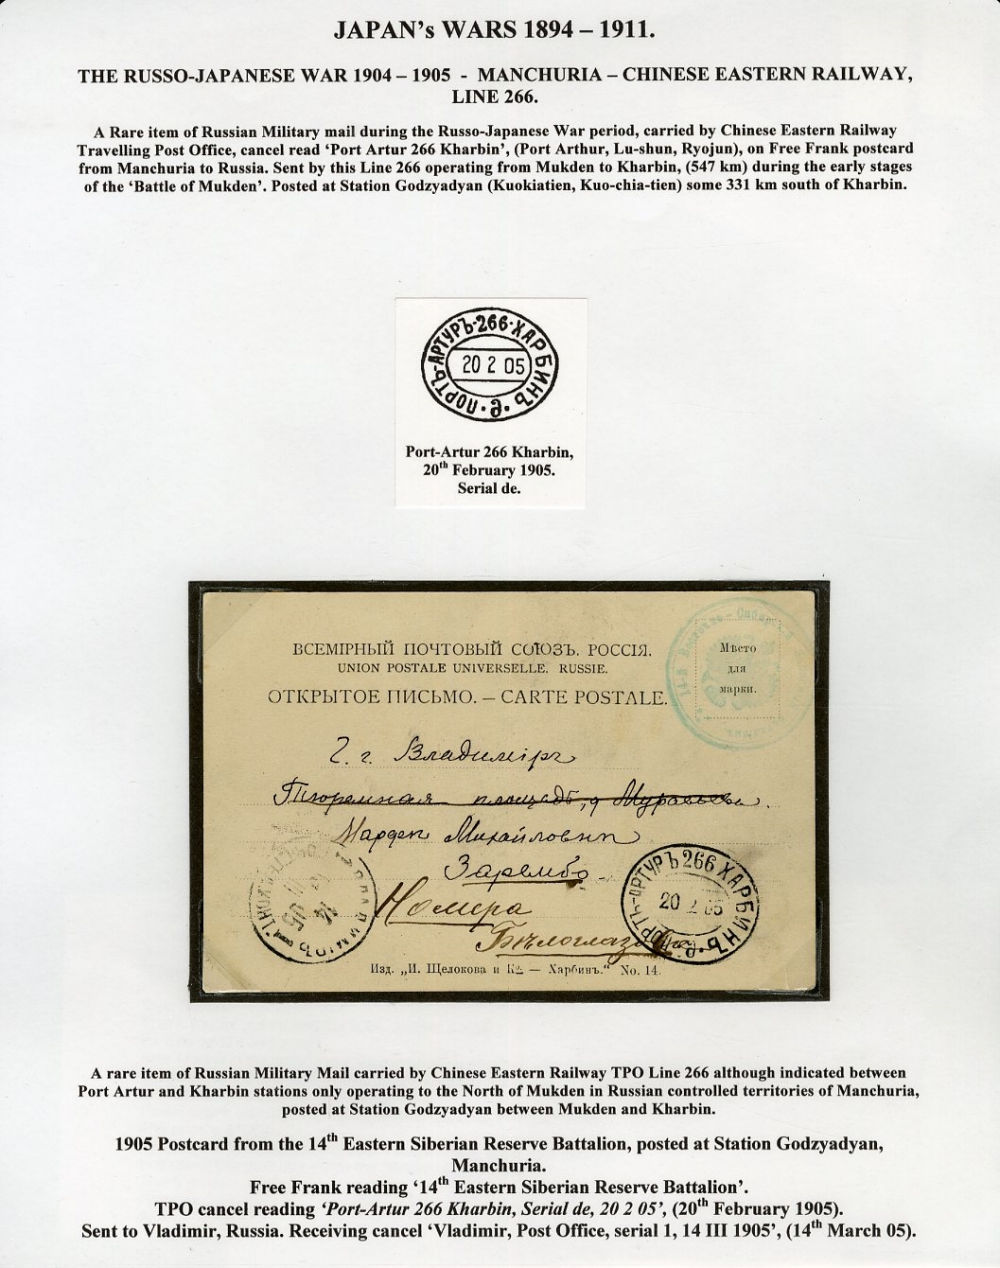 JAPAN's WARS 1894 – 1911.
THE RUSSO-JAPANESE WAR 1904 – 1905 - MANCHURIA – CHINESE EASTERN RAILWAY,
LINE 266.
A Rare item of Russian Military mail during the Russo-Japanese War period, carried by Chinese Eastern Railway
Travelling Post Office, cancel read ‘Port Artur 266 Kharbin’, (Port Arthur, Lu-shun, Ryojun), on Free Frank postcard
from Manchuria to Russia. Sent by this Line 266 operating from Mukden to Kharbin, (547 km) during the early stages
of the ‘Battle of Mukden’. Posted at Station Godzyadyan (Kuokiatien, Kuo-chia-tien) some 331 km south of Kharbin.
ПОРТЪ-АРТУРЪ·266·ХАРБИНЪ
20 2 05
Port-Artur 266 Kharbin,
20th February 1905.
Serial de.
ВСЕМІРНЫЙ ПОЧТОВЫЙ СОЮЗЪ. РОССІЯ.
UNION POSTALE UNIVERSELLE. RUSSIE.
ОТКРЫТОЕ ПИСЬМО. — CARTE POSTALE.
Мѣсто
для
марки.
г. Владиміръ
Тюремная площадь, д Муравьева.
Михайловнѣ
Зарембо
Номера
ПОРТЪ-АРТУРЪ 266 ХАРБИНЪ
20 2 05
Изд. „И. Щелокова и Ко — Харбинъ.“ No. 14.
A rare item of Russian Military Mail carried by Chinese Eastern Railway TPO Line 266 although indicated between
Port Artur and Kharbin stations only operating to the North of Mukden in Russian controlled territories of Manchuria,
posted at Station Godzyadyan between Mukden and Kharbin.
1905 Postcard from the 14th Eastern Siberian Reserve Battalion, posted at Station Godzyadyan,
Manchuria.
Free Frank reading ‘14th Eastern Siberian Reserve Battalion’.
TPO cancel reading ‘Port-Artur 266 Kharbin, Serial de, 20 2 05’, (20th February 1905).
Sent to Vladimir, Russia. Receiving cancel ‘Vladimir, Post Office, serial 1, 14 III 1905’, (14th March 05).